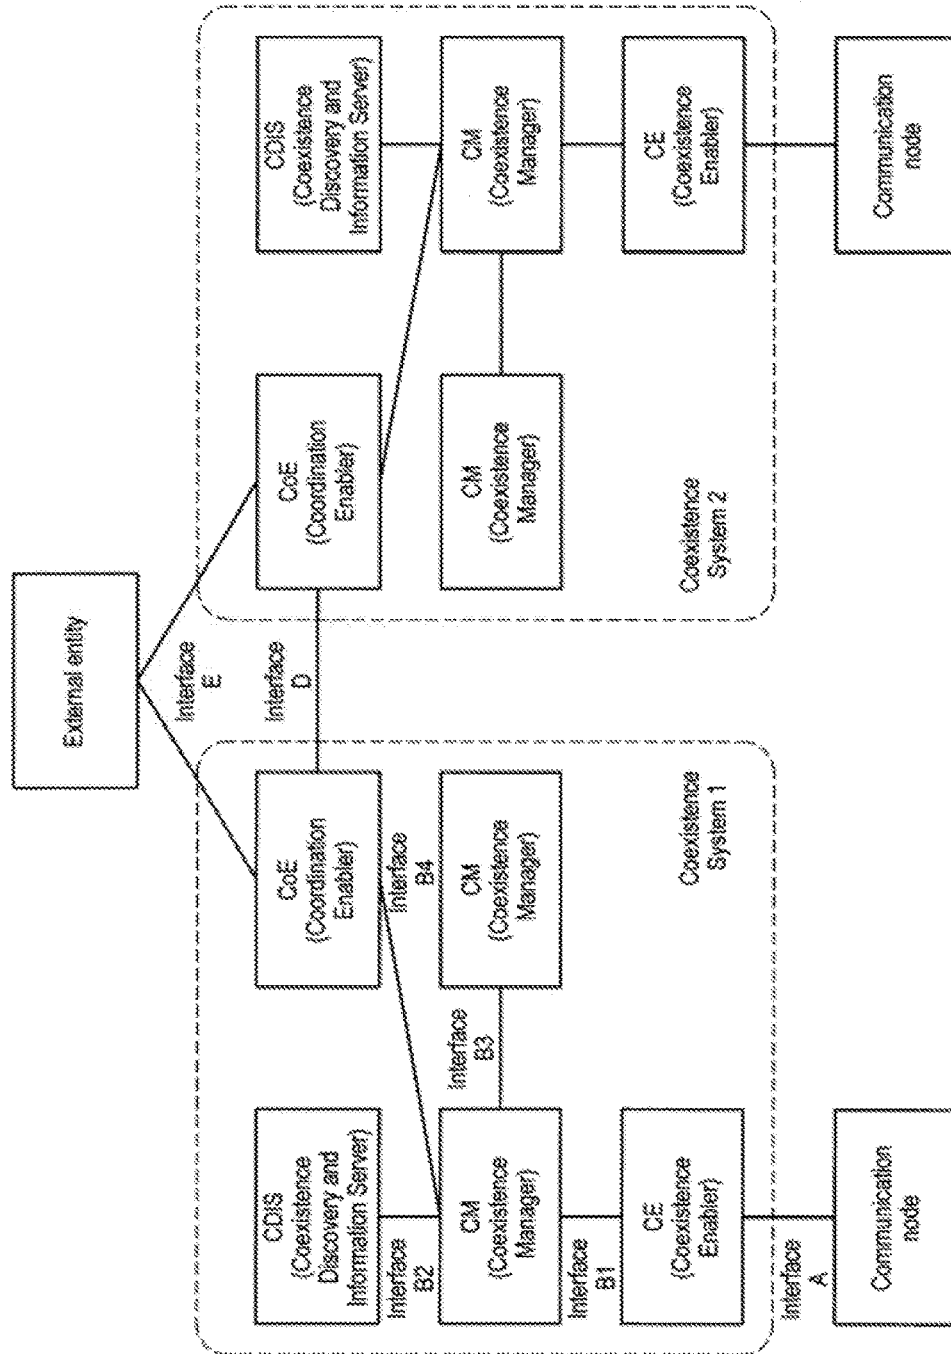 External entity
Interface
E
Interface
D
CDIS
(Coexistence
Discovery and
Information Server)
CoE
(Coordination
Enabler)
CoE
(Coordination
Enabler)
CDIS
(Coexistence
Discovery and
Information Server)
Interface
B2
Interface
B4
CM
(Coexistence
Manager)
Interface
B3
CM
(Coexistence
Manager)
CM
(Coexistence
Manager)
CM
(Coexistence
Manager)
Interface
B1
CE
(Coexistence
Enabler)
Coexistence
System 1
Coexistence
System 2
CE
(Coexistence
Enabler)
Interface
A
Communication
node
Communication
node